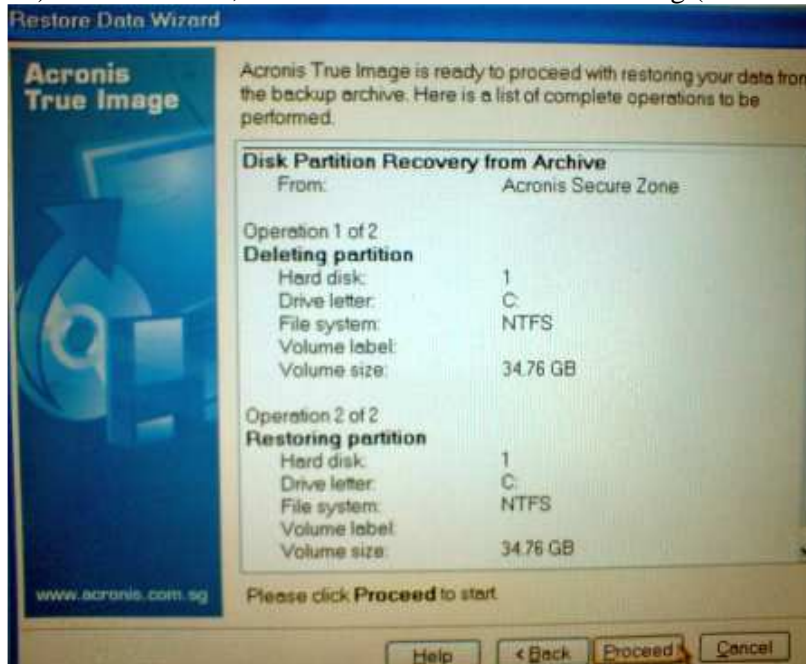 Restore Data Wizard
Acronis
True Image
Acronis True Image is ready to proceed with restoring your data from
the backup archive. Here is a list of complete operations to be
performed.
Disk Partition Recovery from Archive
From: Acronis Secure Zone
Operation 1 of 2
Deleting partition
Hard disk: 1
Drive letter: C:
File system: NTFS
Volume label:
Volume size: 34.76 GB
Operation 2 of 2
Restoring partition
Hard disk: 1
Drive letter: C:
File system: NTFS
Volume label:
Volume size: 34.76 GB
www.acronis.com.sg
Please click Proceed to start.
Help < Back Proceed Cancel